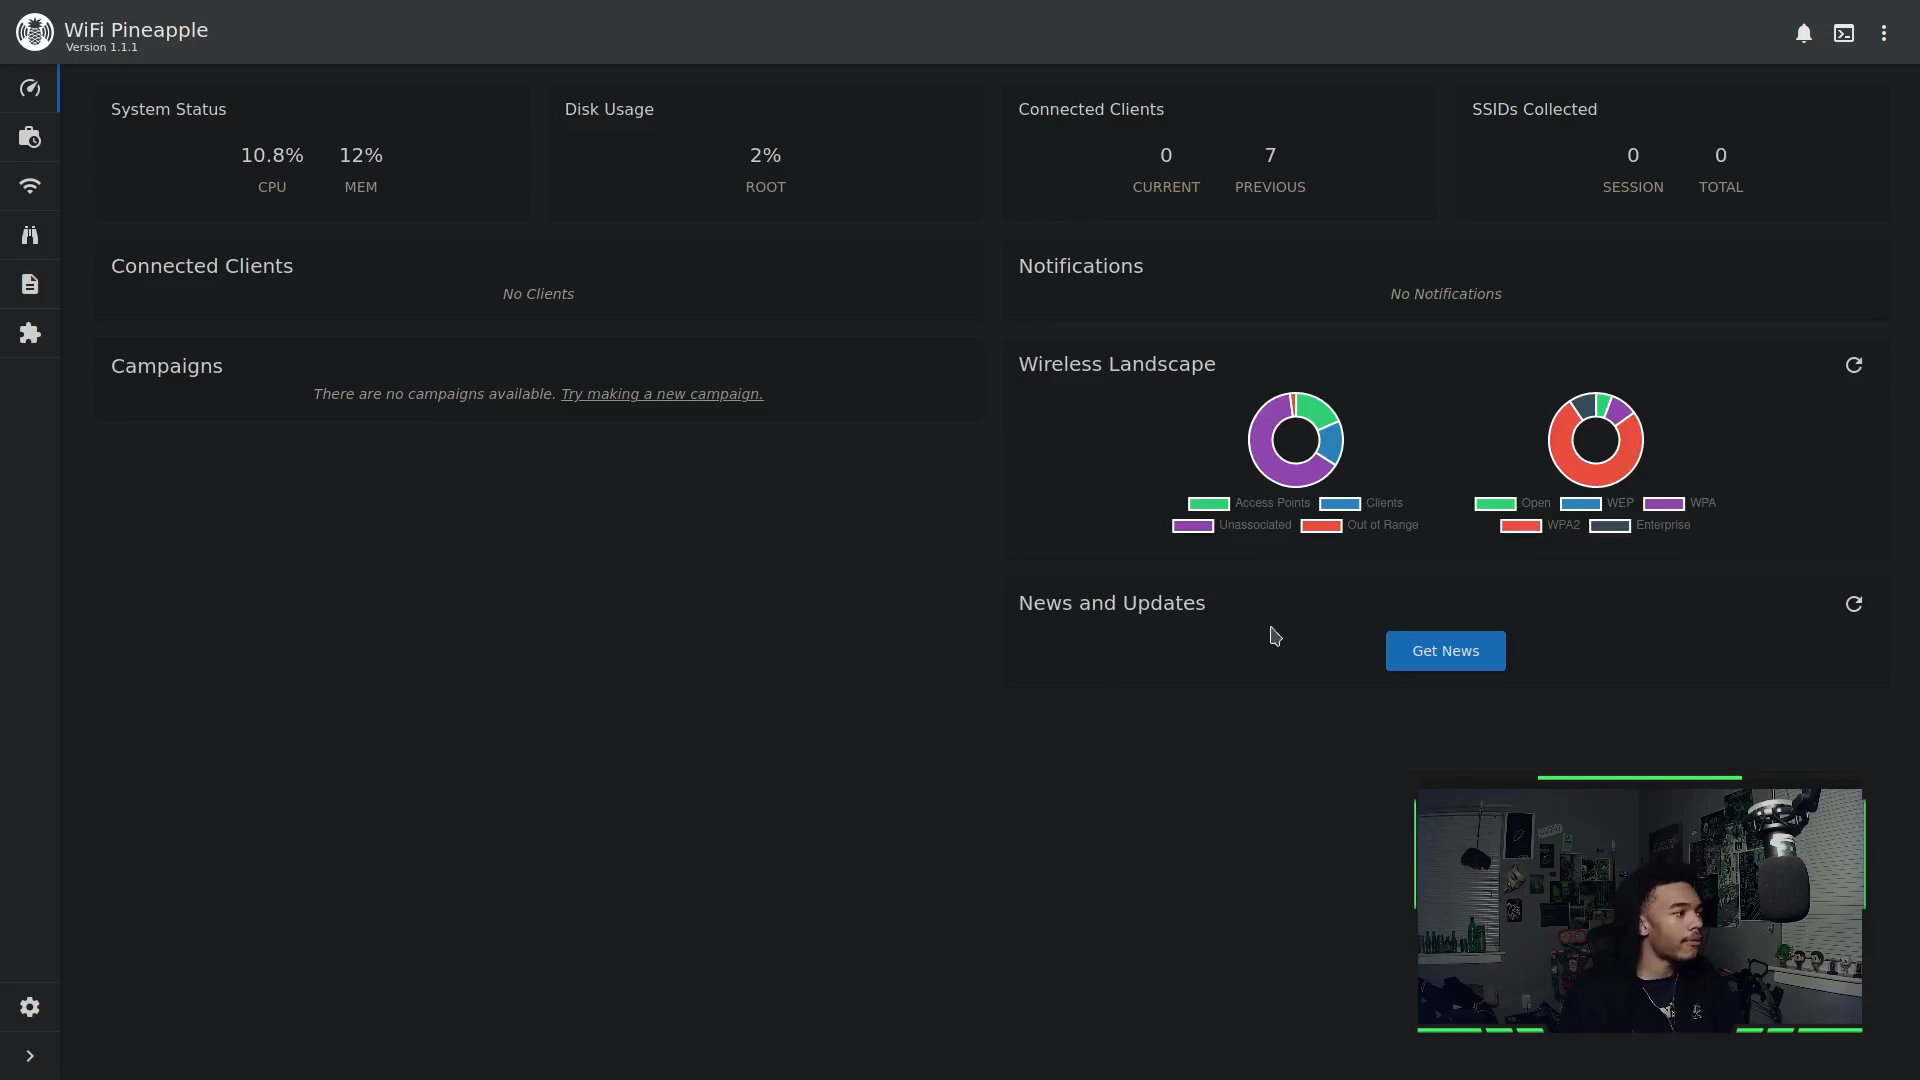 WiFi Pineapple
Version 1.1.1
System Status
10.8% 12%
CPU MEM
Disk Usage
2%
ROOT
Connected Clients
0 7
CURRENT PREVIOUS
SSIDs Collected
0 0
SESSION TOTAL
Connected Clients
No Clients
Notifications
No Notifications
Campaigns
There are no campaigns available. Try making a new campaign.
Wireless Landscape
Access Points Clients
Unassociated Out of Range
Open WEP WPA
WPA2 Enterprise
News and Updates
Get News